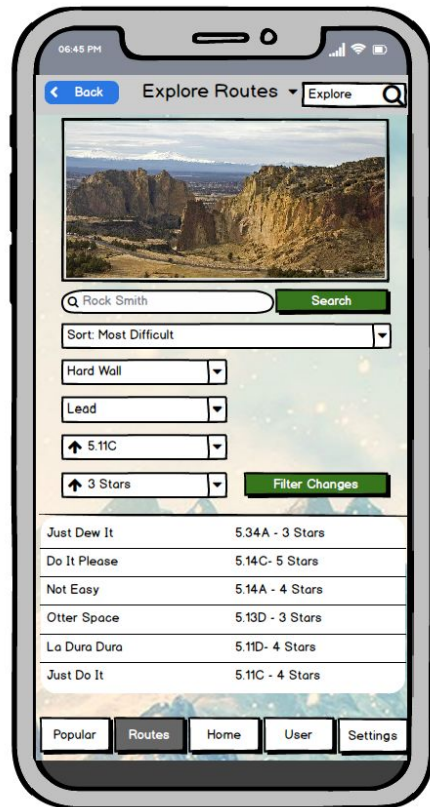 06:45 PM
Back Explore Routes Explore
Rock Smith Search
Sort: Most Difficult
Hard Wall
Lead
5.11C
3 Stars Filter Changes
Just Dew It 5.34A - 3 Stars
Do It Please 5.14C- 5 Stars
Not Easy 5.14A - 4 Stars
Otter Space 5.13D - 3 Stars
La Dura Dura 5.11D- 4 Stars
Just Do It 5.11C - 4 Stars
Popular Routes Home User Settings